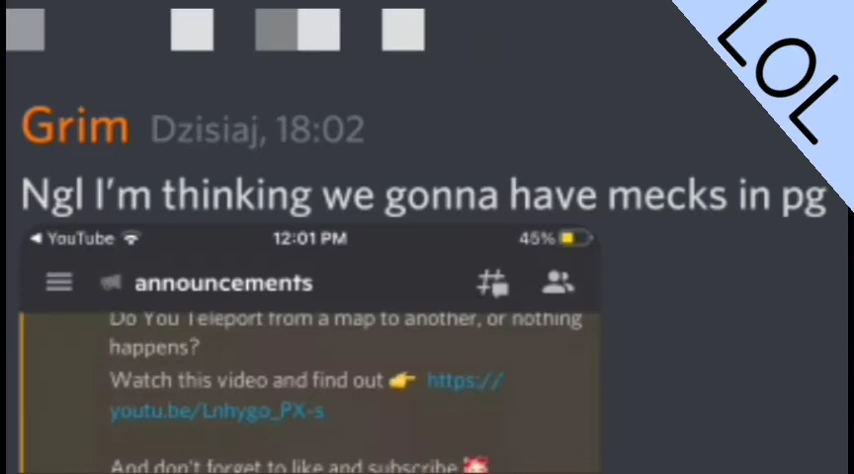 LOL
Grim Dzisiaj, 18:02
Ngl I'm thinking we gonna have mecks in pg
YouTube 12:01 PM 45%
announcements
Do You Teleport from a map to another, or nothing
happens?
Watch this video and find out 👉 https://
youtu.be/Lnhygo_PX-s
And don't forget to like and subscribe